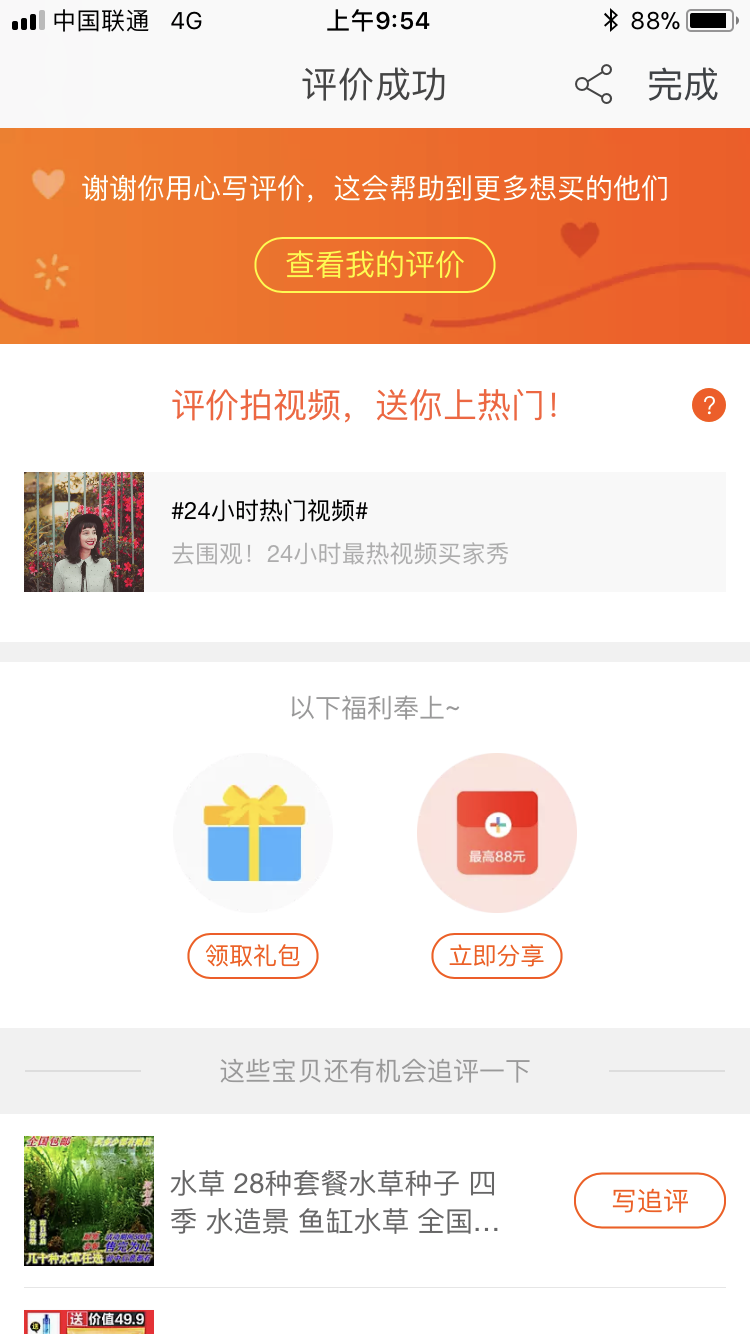 中国联通 4G 上午9:54 88%
评价成功 完成
谢谢你用心写评价，这会帮助到更多想买的他们
查看我的评价
评价拍视频，送你上热门！
?
#24小时热门视频#
去围观！24小时最热视频买家秀
以下福利奉上~
最高88元
领取礼包 立即分享
这些宝贝还有机会追评一下
全国包邮
售完为止
几十种水草任选
水草 28种套餐水草种子 四
季 水造景 鱼缸水草 全国...
写追评
送 价值49.9